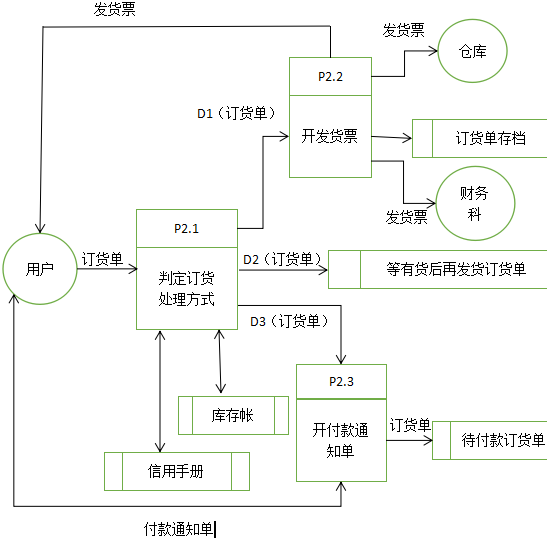 发货票
发货票
P2.2
仓库
D1（订货单）
开发货票
订货单存档
财务
科
发货票
P2.1
订货单
用户
D2（订货单）
等有货后再发货订货单
判定订货
处理方式
D3（订货单）
P2.3
库存帐
开付款通
知单
订货单
待付款订货单
信用手册
付款通知单